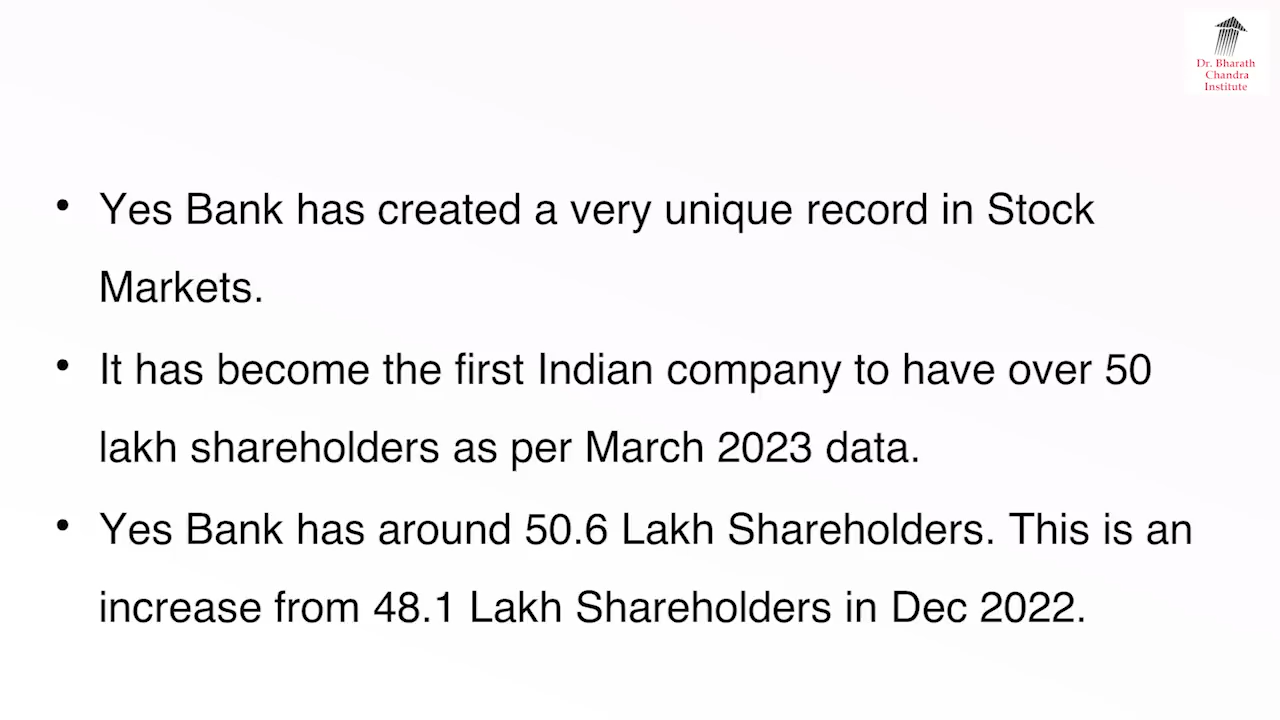 Dr. Bharath
Chandra
Institute
• Yes Bank has created a very unique record in Stock
Markets.
• It has become the first Indian company to have over 50
lakh shareholders as per March 2023 data.
• Yes Bank has around 50.6 Lakh Shareholders. This is an
increase from 48.1 Lakh Shareholders in Dec 2022.